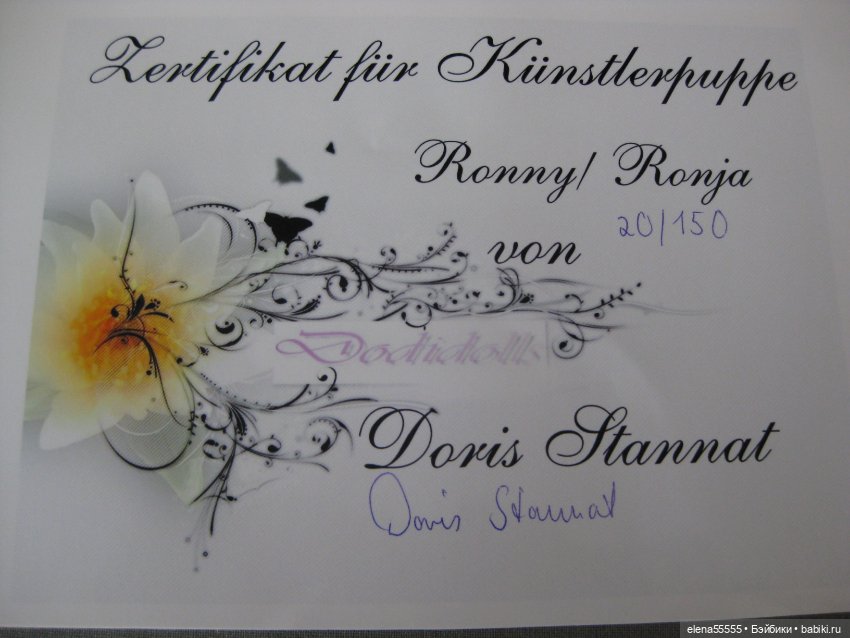 Zertifikat für Künstlerpuppe
Ronny/ Ronja
20/150
von
Dodidolls
Doris Stannat
Doris Stannat
elena55555 • Бэйбики • babiki.ru